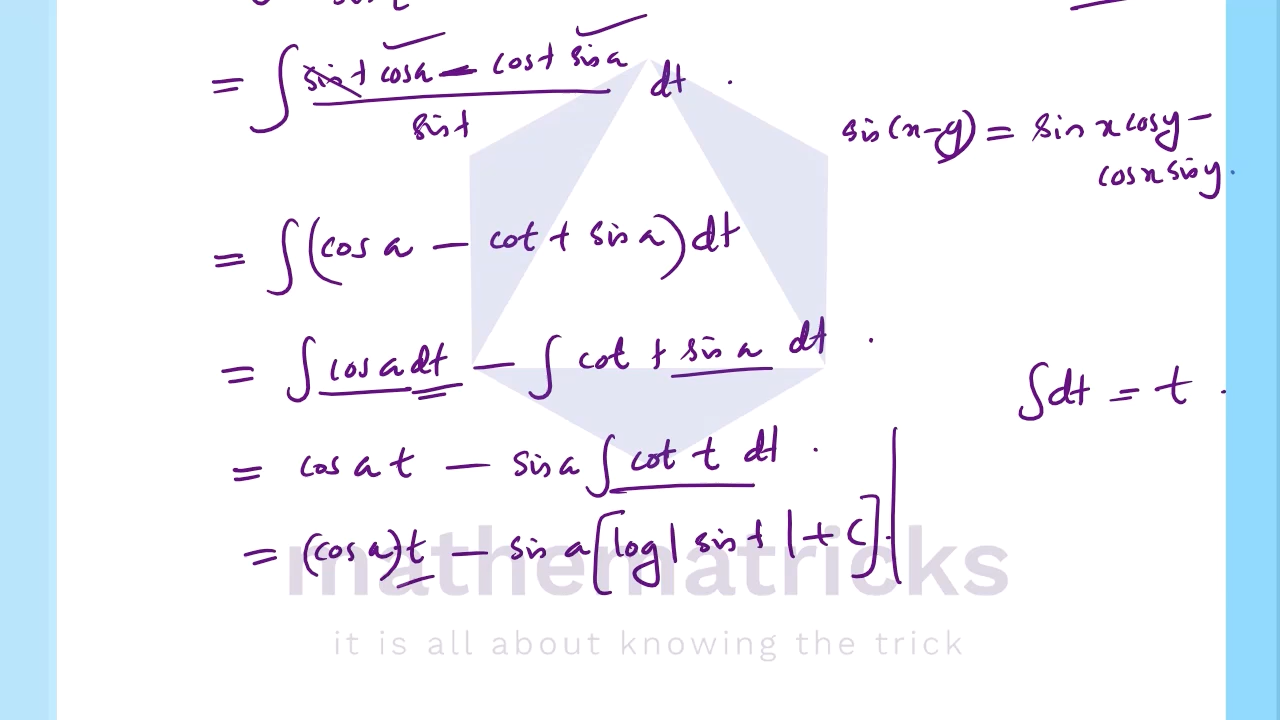 = ∫ (sin t cos a - cos t sin a) / sin t dt .
sin(x-y) = sin x cos y -
cos x sin y .
= ∫ (cos a - cot t sin a) dt
= ∫ cos a dt - ∫ cot t sin a dt .
∫ dt = t .
= cos a t - sin a ∫ cot t dt .
= (cos a) t - sin a [log | sin t | + C] .
mathematricks
it is all about knowing the trick